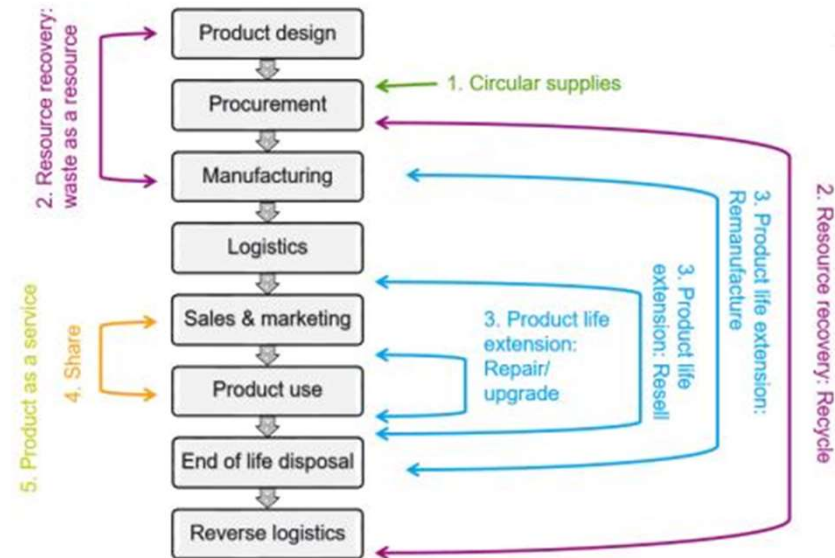 Product design
Procurement
Manufacturing
Logistics
Sales & marketing
Product use
End of life disposal
Reverse logistics
2. Resource recovery:
waste as a resource
5. Product as a service
4. Share
1. Circular supplies
3. Product life
extension:
Repair/
upgrade
3. Product life
extension: Resell
3. Product life extension:
Remanufacture
2. Resource recovery: Recycle